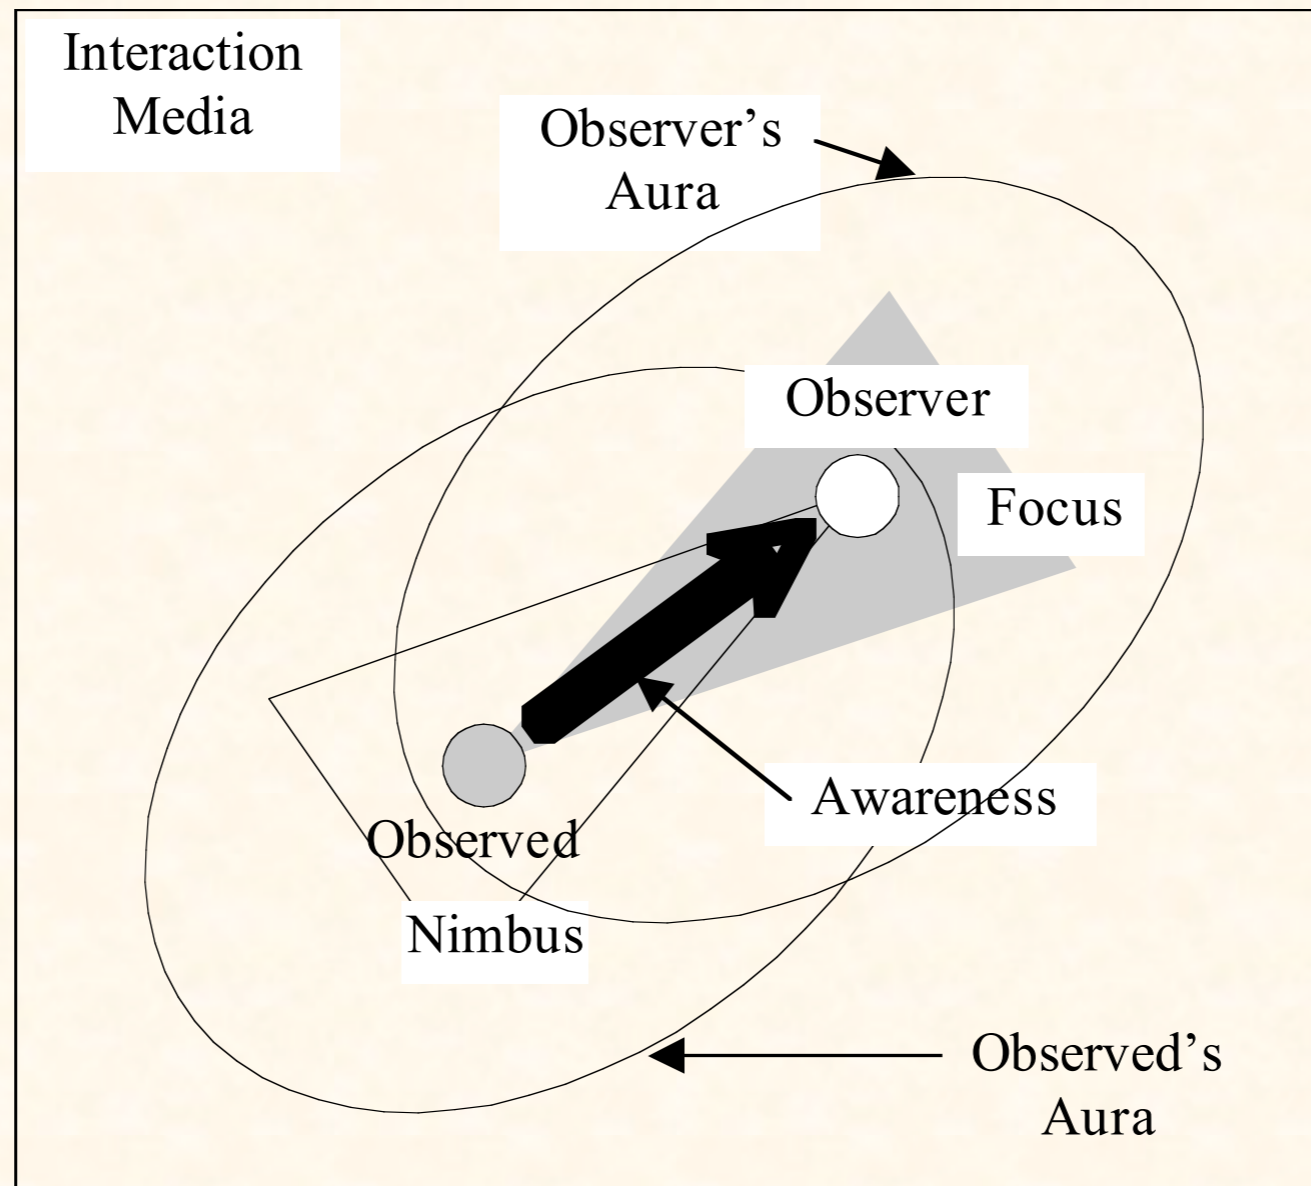 Interaction
Media
Observer’s
Aura
Observer
Focus
Awareness
Observed
Nimbus
Observed’s
Aura